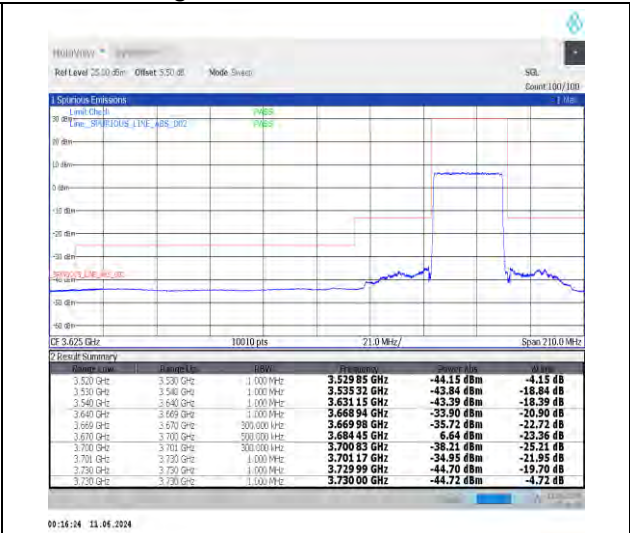 MultiView
Ref Level 25.00 dBm Offset 5.50 dB Mode Sweep SGL
Count 100/100
1 Spurious Emissions
Limit Check PASS
Line _SPURIOUS_LINE_ABS_002 PASS
30 dBm
20 dBm
10 dBm
0 dBm
-10 dBm
-20 dBm
-30 dBm
-50 dBm
-60 dBm
CF 3.625 GHz 10010 pts 21.0 MHz/ Span 210.0 MHz
2 Result Summary
Range Low Range Up RBW Frequency Power Abs
3.520 GHz 3.530 GHz 1.000 MHz 3.529 85 GHz -44.15 dBm -4.15 dB
3.530 GHz 3.540 GHz 1.000 MHz 3.535 32 GHz -43.84 dBm -18.84 dB
3.540 GHz 3.640 GHz 1.000 MHz 3.631 15 GHz -43.39 dBm -18.39 dB
3.640 GHz 3.669 GHz 1.000 MHz 3.668 94 GHz -33.90 dBm -20.90 dB
3.669 GHz 3.670 GHz 300.000 kHz 3.669 98 GHz -35.72 dBm -22.72 dB
3.670 GHz 3.700 GHz 500.000 kHz 3.684 45 GHz 6.64 dBm -23.36 dB
3.700 GHz 3.701 GHz 300.000 kHz 3.700 83 GHz -38.21 dBm -25.21 dB
3.701 GHz 3.730 GHz 1.000 MHz 3.701 17 GHz -34.95 dBm -21.95 dB
3.730 GHz 3.730 GHz 1.000 MHz 3.729 99 GHz -44.70 dBm -19.70 dB
3.730 GHz 3.730 GHz 1.000 MHz 3.730 00 GHz -44.72 dBm -4.72 dB
00:16:24 11.06.2024